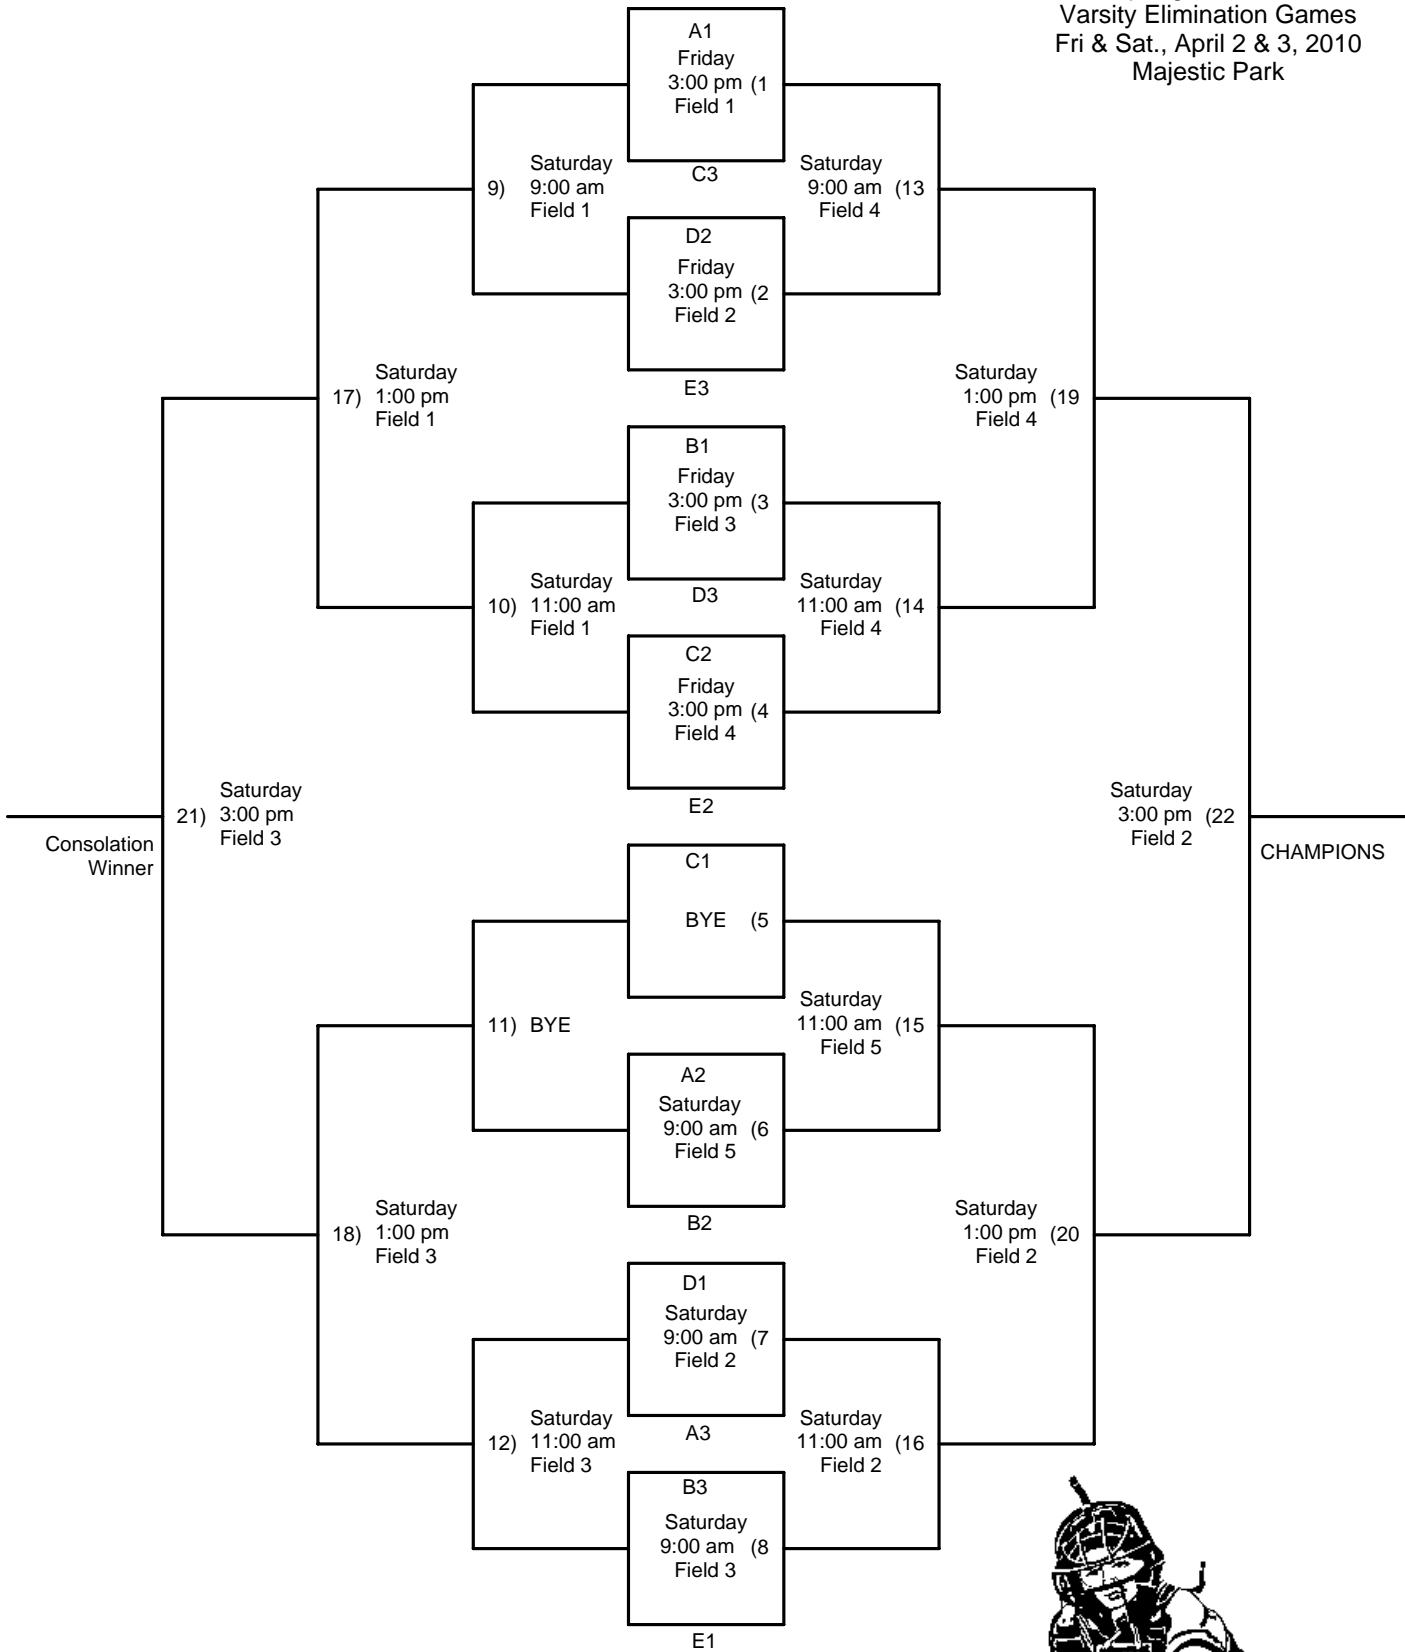 Varsity Elimination Games
Fri & Sat., April 2 & 3, 2010
Majestic Park
A1
Friday
3:00 pm (1
Field 1
C3
Saturday
9) 9:00 am
Field 1
Saturday
9:00 am (13
Field 4
D2
Friday
3:00 pm (2
Field 2
E3
Saturday
17) 1:00 pm
Field 1
Saturday
1:00 pm (19
Field 4
B1
Friday
3:00 pm (3
Field 3
D3
Saturday
10) 11:00 am
Field 1
Saturday
11:00 am (14
Field 4
C2
Friday
3:00 pm (4
Field 4
E2
Saturday
21) 3:00 pm
Field 3
Consolation
Winner
Saturday
3:00 pm (22
Field 2
CHAMPIONS
C1
BYE (5
11) BYE
Saturday
11:00 am (15
Field 5
A2
Saturday
9:00 am (6
Field 5
B2
Saturday
18) 1:00 pm
Field 3
Saturday
1:00 pm (20
Field 2
D1
Saturday
9:00 am (7
Field 2
A3
Saturday
12) 11:00 am
Field 3
Saturday
11:00 am (16
Field 2
B3
Saturday
9:00 am (8
Field 3
E1